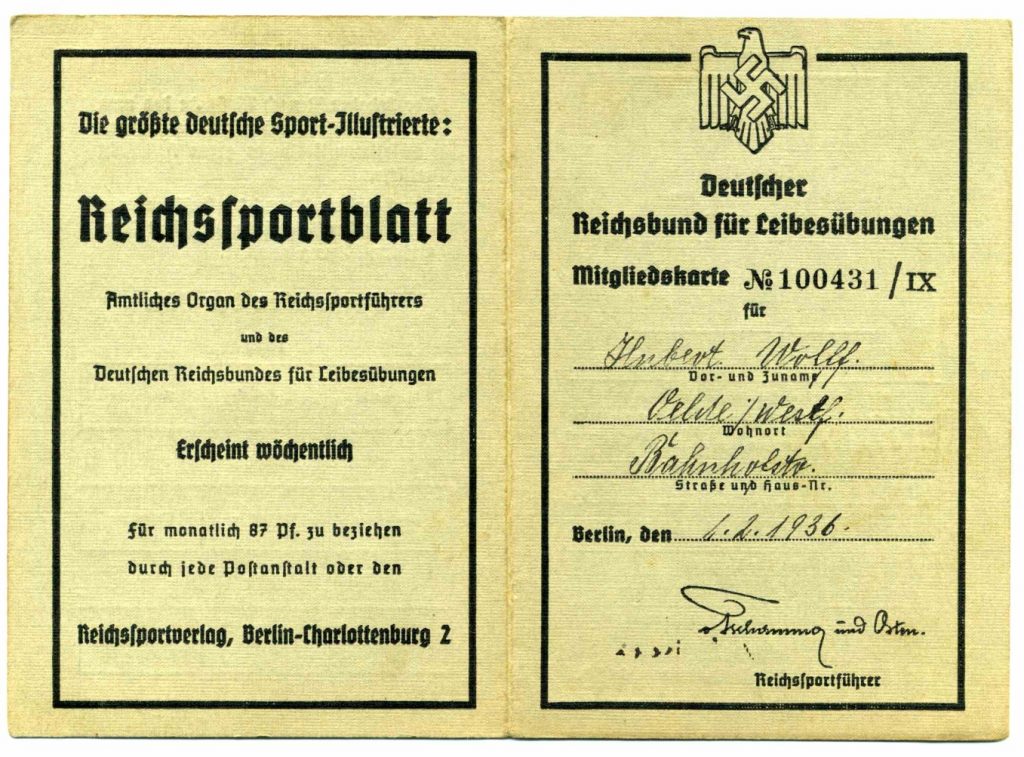 Die größte deutsche Sport-Illustrierte:
Reichssportblatt
Amtliches Organ des Reichssportführers
und des
Deutschen Reichsbundes für Leibesübungen
Erscheint wöchentlich
Für monatlich 87 Pf. zu beziehen
durch jede Postanstalt oder den
Reichssportverlag, Berlin-Charlottenburg 2
Deutscher
Reichsbund für Leibesübungen
Mitgliedskarte № 100431 / IX
für
Hubert Wolff.
Vor- und Zuname
Oelde / Westf.
Wohnort
Bahnhofstr.
Straße und Haus-Nr.
Berlin, den 1.2.1936.
v Tschammer und Osten.
Reichssportführer